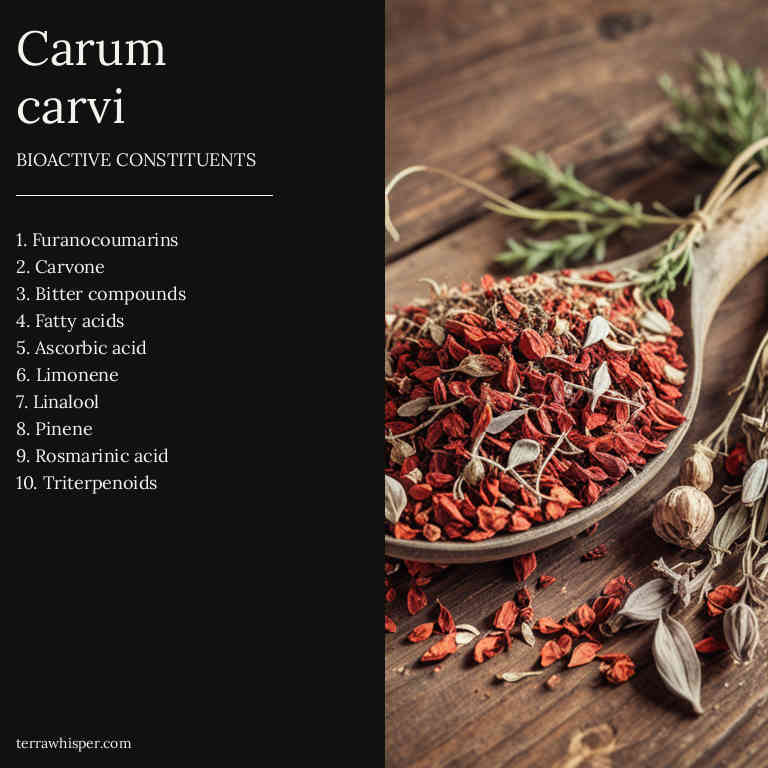 Carum
carvi
BIOACTIVE CONSTITUENTS
1. Furanocoumarins
2. Carvone
3. Bitter compounds
4. Fatty acids
5. Ascorbic acid
6. Limonene
7. Linalool
8. Pinene
9. Rosmarinic acid
10. Triterpenoids
terrawhisper.com